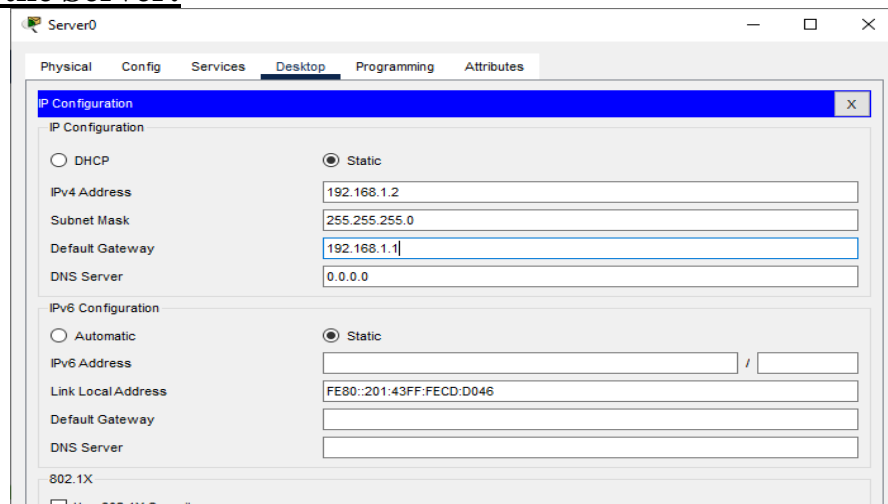 Server0
Physical Config Services Desktop Programming Attributes
IP Configuration X
IP Configuration
DHCP Static
IPv4 Address 192.168.1.2
Subnet Mask 255.255.255.0
Default Gateway 192.168.1.1
DNS Server 0.0.0.0
IPv6 Configuration
Automatic Static
IPv6 Address /
Link Local Address FE80::201:43FF:FECD:D046
Default Gateway
DNS Server
802.1X